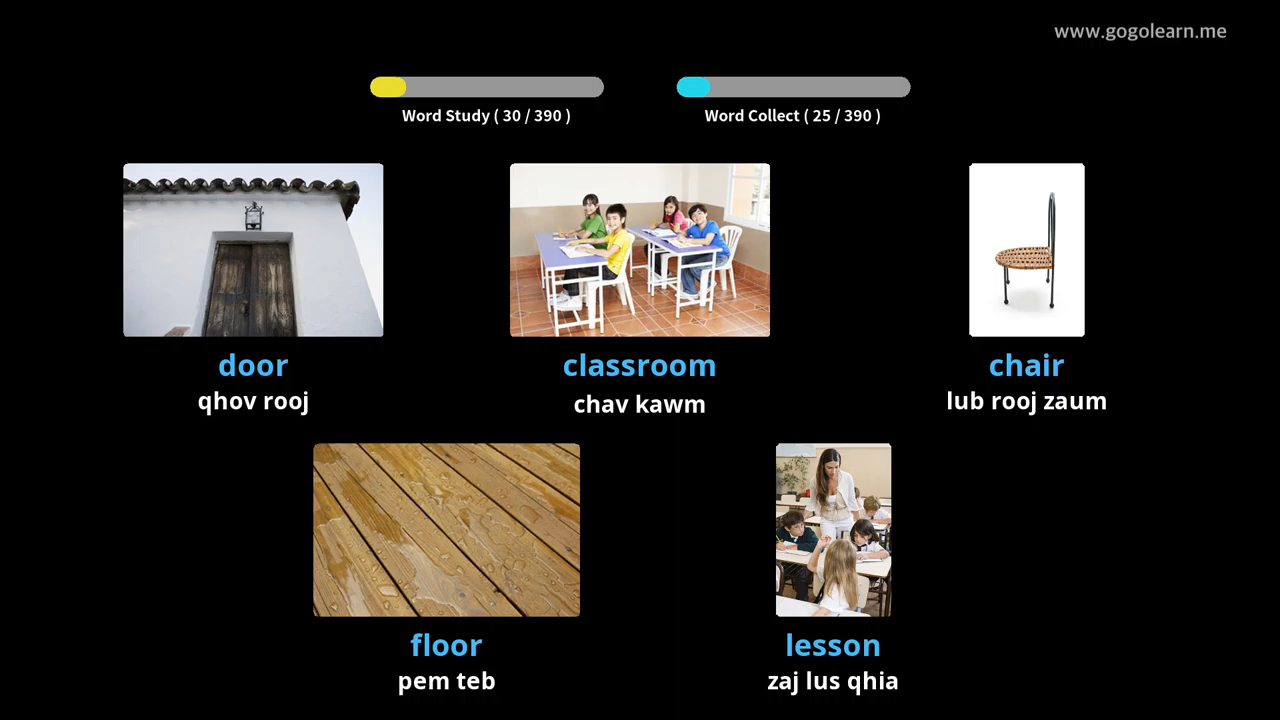 www.gogolearn.me
Word Study ( 30 / 390 )
Word Collect ( 25 / 390 )
door
qhov rooj
classroom
chav kawm
chair
lub rooj zaum
floor
pem teb
lesson
zaj lus qhia